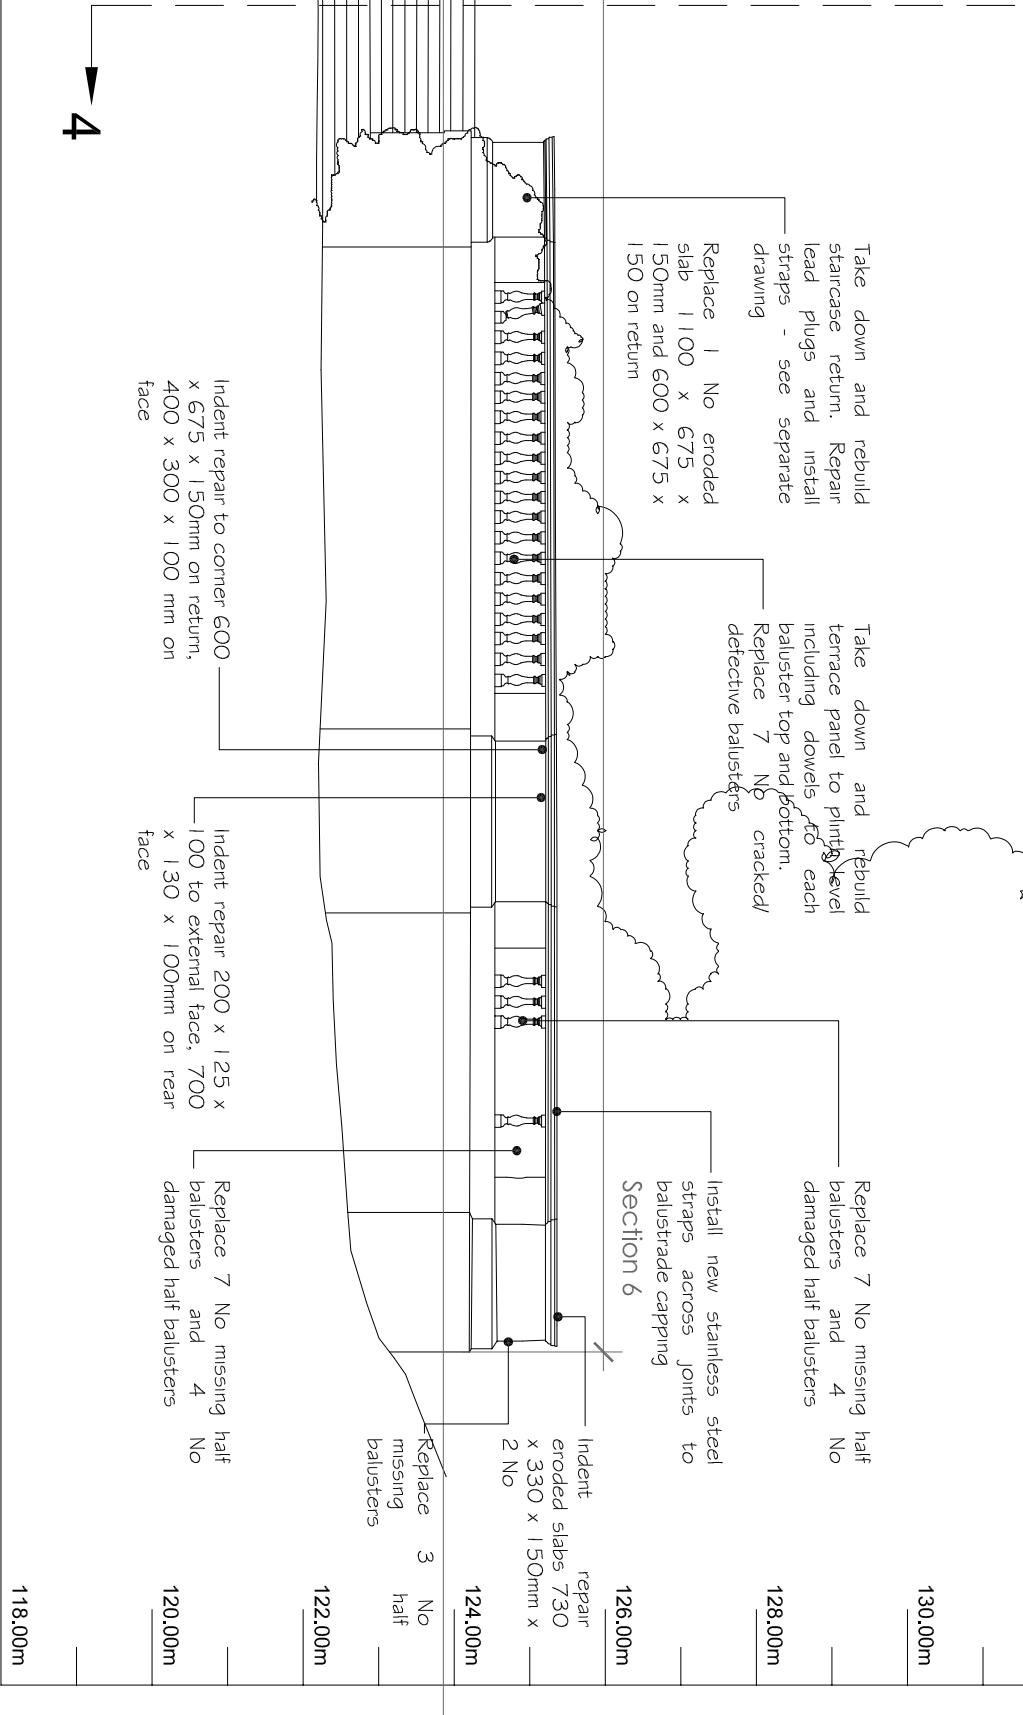 4
Take down and rebuild
staircase return. Repair
lead plugs and install
straps - see separate
drawing
Replace 1 No eroded
slab 1100 x 675 x
150mm and 600 x 675 x
150 on return
Take down and rebuild
terrace panel to plinth level
including dowels to each
baluster top and bottom.
Replace 7 No cracked/
defective balusters
Replace 7 No missing half
balusters and 4 No
damaged half balusters
Install new stainless steel
straps across joints to
balustrade capping
Section 6
Indent repair
eroded slabs 730
x 330 x 150mm x
2 No
Replace 3 No
missing half
balusters
Indent repair to corner 600
x 675 x 150mm on return,
400 x 300 x 100 mm on
face
Indent repair 200 x 125 x
100 to external face, 700
x 130 x 100mm on rear
face
Replace 7 No missing half
balusters and 4 No
damaged half balusters
130.00m
128.00m
126.00m
124.00m
122.00m
120.00m
118.00m